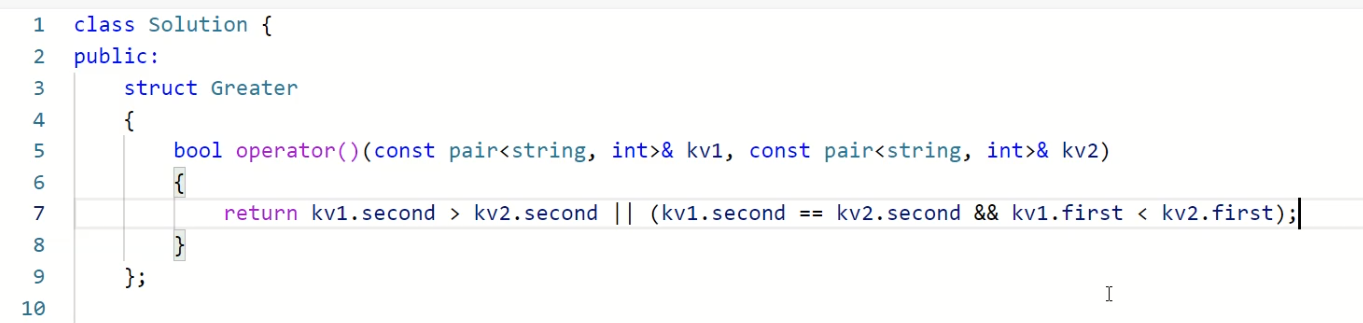 1 class Solution {
2 public:
3     struct Greater
4     {
5         bool operator()(const pair<string, int>& kv1, const pair<string, int>& kv2)
6         {
7             return kv1.second > kv2.second || (kv1.second == kv2.second && kv1.first < kv2.first);
8         }
9     };
10